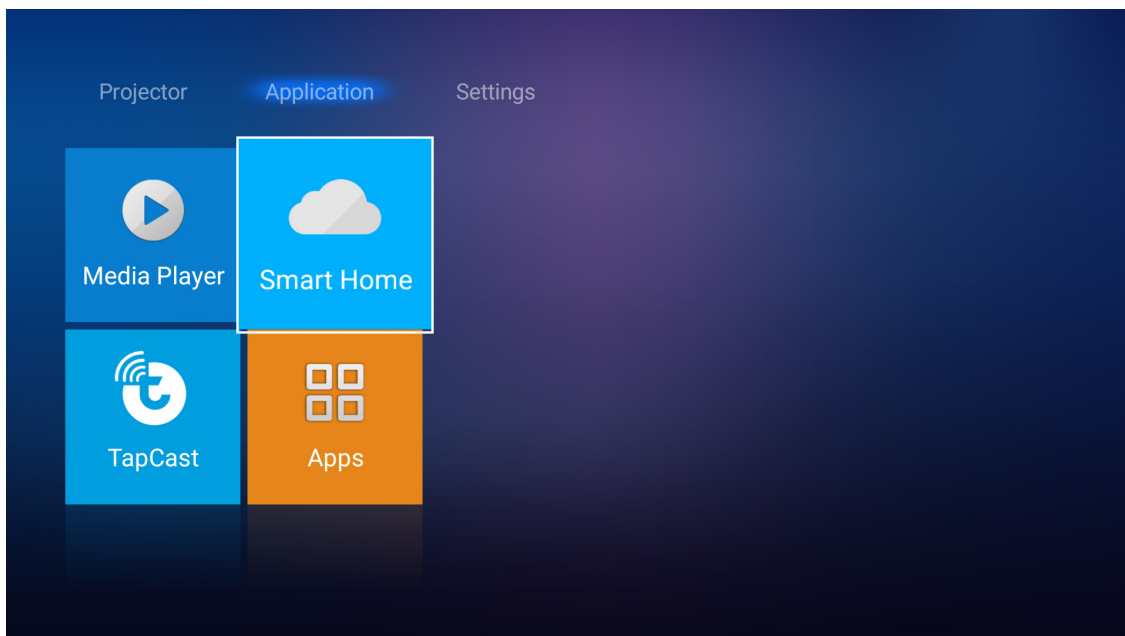 Projector Application Settings
Media Player
Smart Home
TapCast
Apps